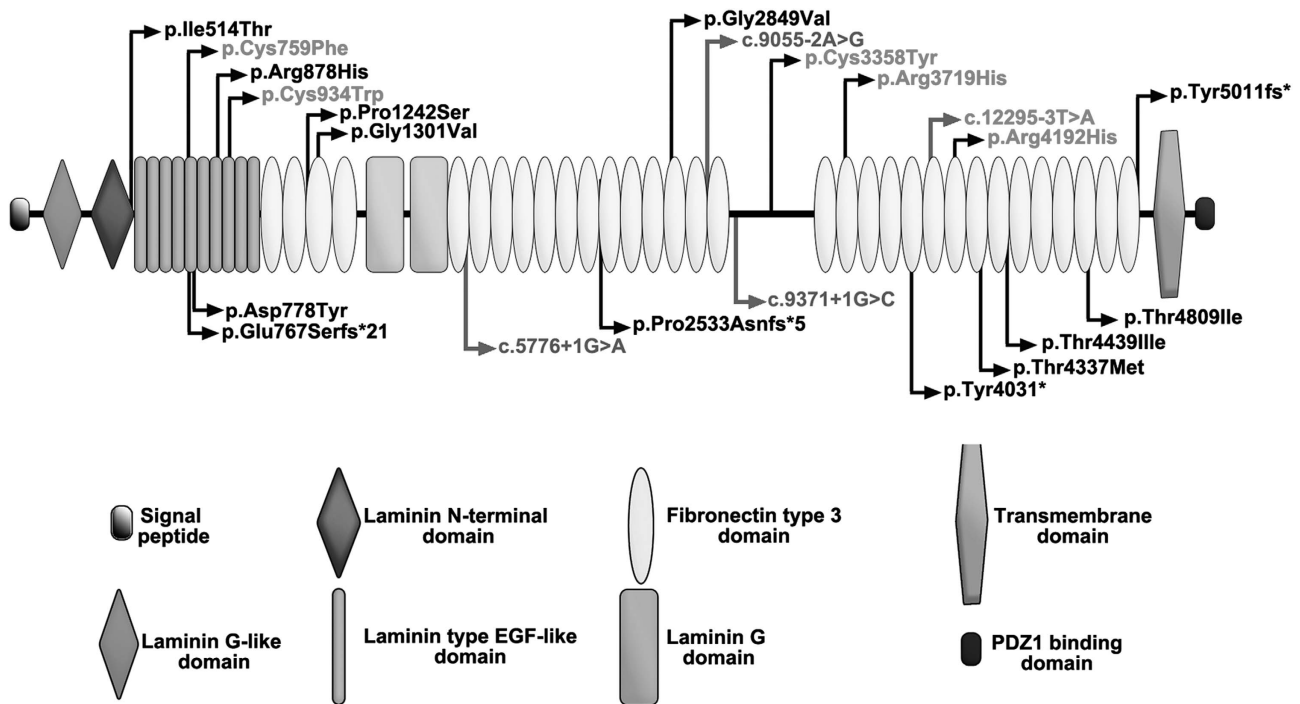 p.Ile514Thr
p.Cys759Phe
p.Arg878His
p.Cys934Trp
p.Pro1242Ser
p.Gly1301Val
p.Gly2849Val
c.9055-2A>G
p.Cys3358Tyr
p.Arg3719His
c.12295-3T>A
p.Arg4192His
p.Tyr5011fs*
p.Asp778Tyr
p.Glu767Serfs*21
c.5776+1G>A
p.Pro2533Asnfs*5
c.9371+1G>C
p.Thr4809Ile
p.Thr4439IIle
p.Thr4337Met
p.Tyr4031*
Signal
peptide
Laminin N-terminal
domain
Fibronectin type 3
domain
Transmembrane
domain
Laminin G-like
domain
Laminin type EGF-like
domain
Laminin G
domain
PDZ1 binding
domain